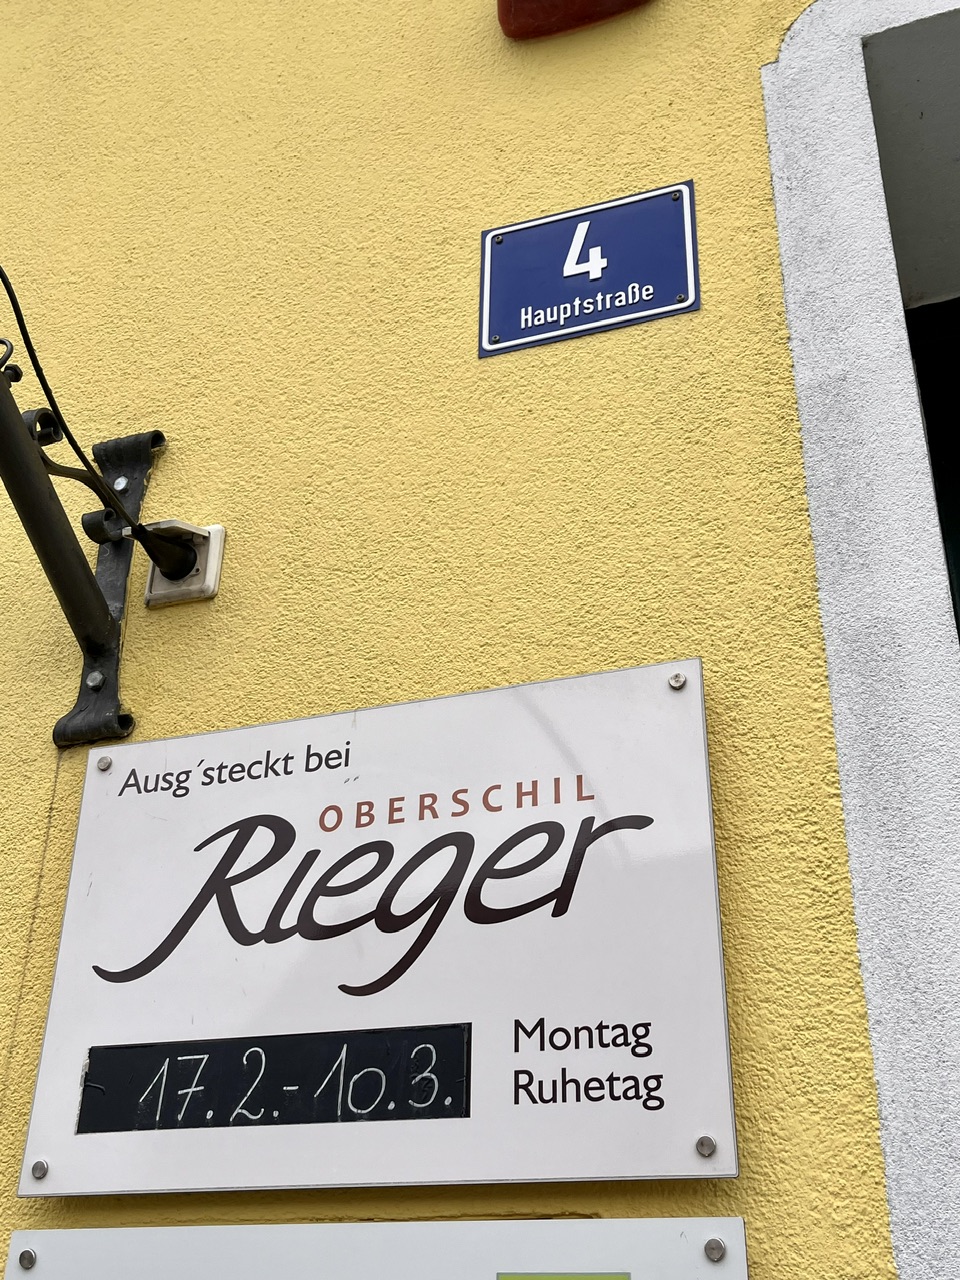 4
Hauptstraße
Ausg´steckt bei
OBERSCHIL
Rieger
17.2.-10.3.
Montag
Ruhetag